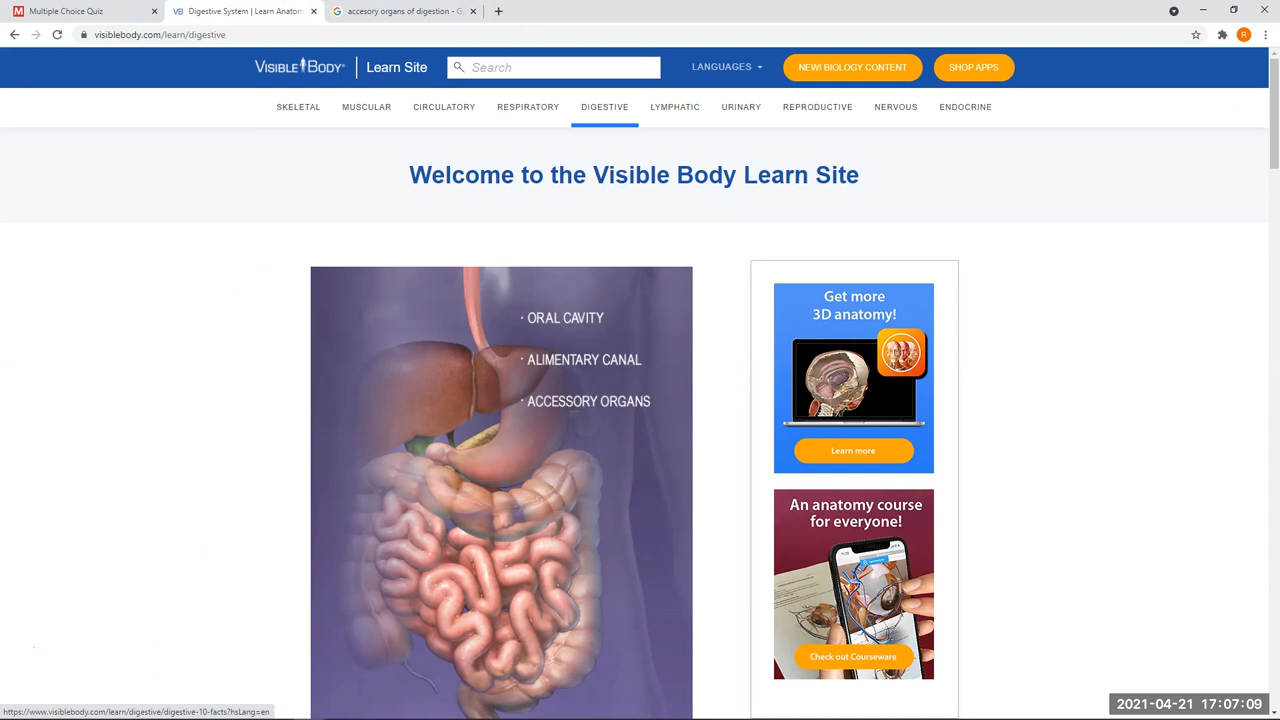 Multiple Choice Quiz
VB Digestive System | Learn Anatom
accesory organs of digestion - G
visiblebody.com/learn/digestive
R
VISIBLE BODY Learn Site
Search
LANGUAGES
NEW! BIOLOGY CONTENT
SHOP APPS
SKELETAL MUSCULAR CIRCULATORY RESPIRATORY DIGESTIVE LYMPHATIC URINARY REPRODUCTIVE NERVOUS ENDOCRINE
Welcome to the Visible Body Learn Site
· ORAL CAVITY
· ALIMENTARY CANAL
· ACCESSORY ORGANS
Get more
3D anatomy!
Learn more
An anatomy course
for everyone!
Check out Courseware
https://www.visiblebody.com/learn/digestive/digestive-10-facts?hsLang=en
2021-04-21 17:07:09